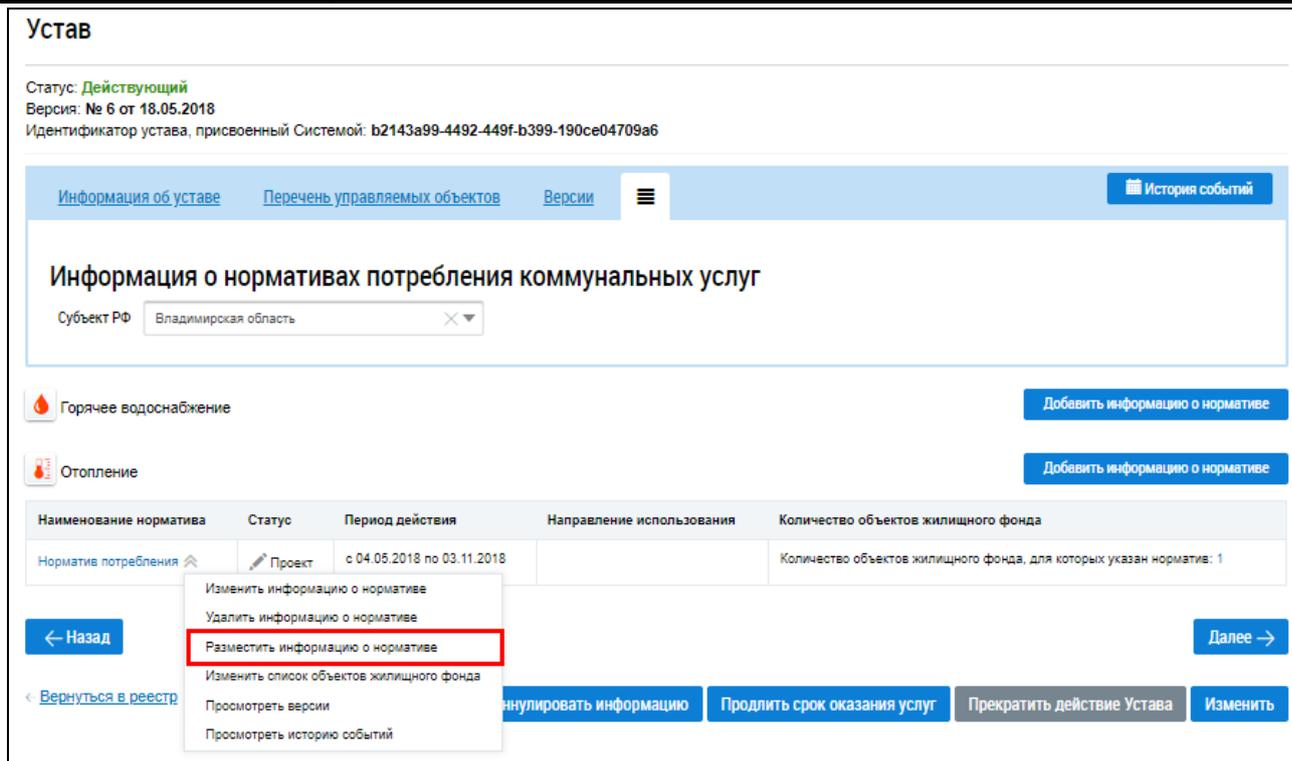 Устав
Статус: Действующий
Версия: № 6 от 18.05.2018
Идентификатор устава, присвоенный Системой: b2143a99-4492-449f-b399-190ce04709a6
Информация об уставе Перечень управляемых объектов Версии История событий
Информация о нормативах потребления коммунальных услуг
Субъект РФ Владимирская область
Горячее водоснабжение Добавить информацию о нормативе
Отопление Добавить информацию о нормативе
Наименование норматива Статус Период действия Направление использования Количество объектов жилищного фонда
Норматив потребления Проект с 04.05.2018 по 03.11.2018 Количество объектов жилищного фонда, для которых указан норматив: 1
Изменить информацию о нормативе
Удалить информацию о нормативе
Разместить информацию о нормативе
Изменить список объектов жилищного фонда
Просмотреть версии
Просмотреть историю событий
← Назад Далее →
← Вернуться в реестр ннулировать информацию Продлить срок оказания услуг Прекратить действие Устава Изменить